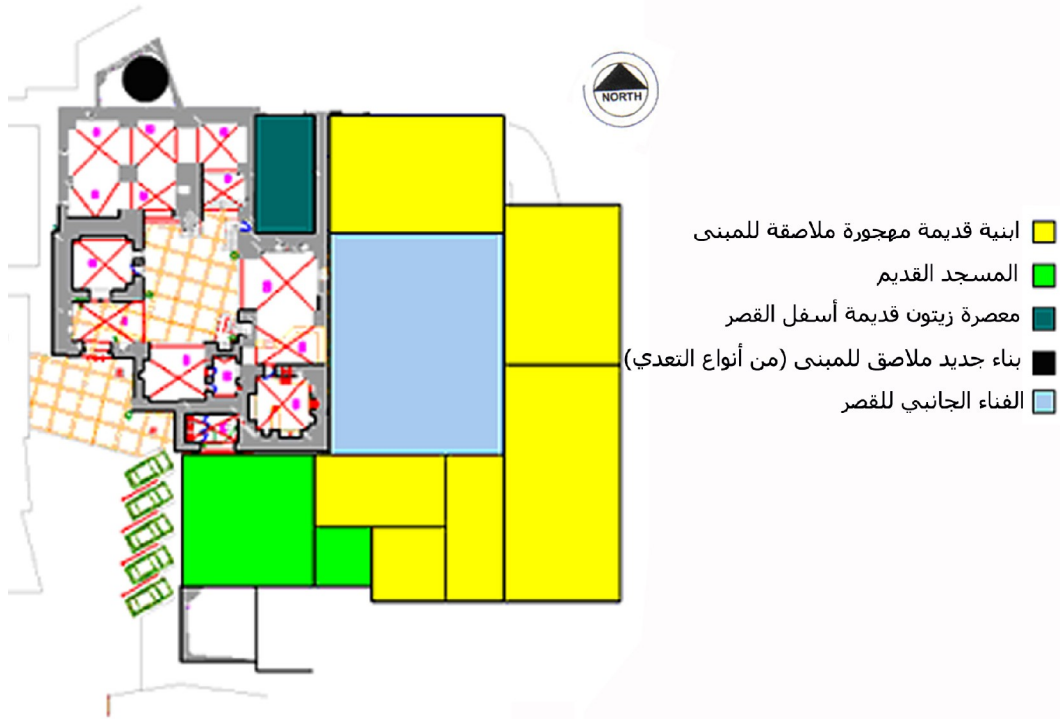 NORTH
ابنية قديمة مهجورة ملاصقة للمبنى
المسجد القديم
معصرة زيتون قديمة أسفل القصر
بناء جديد ملاصق للمبنى (من أنواع التعدي)
الفناء الجانبي للقصر